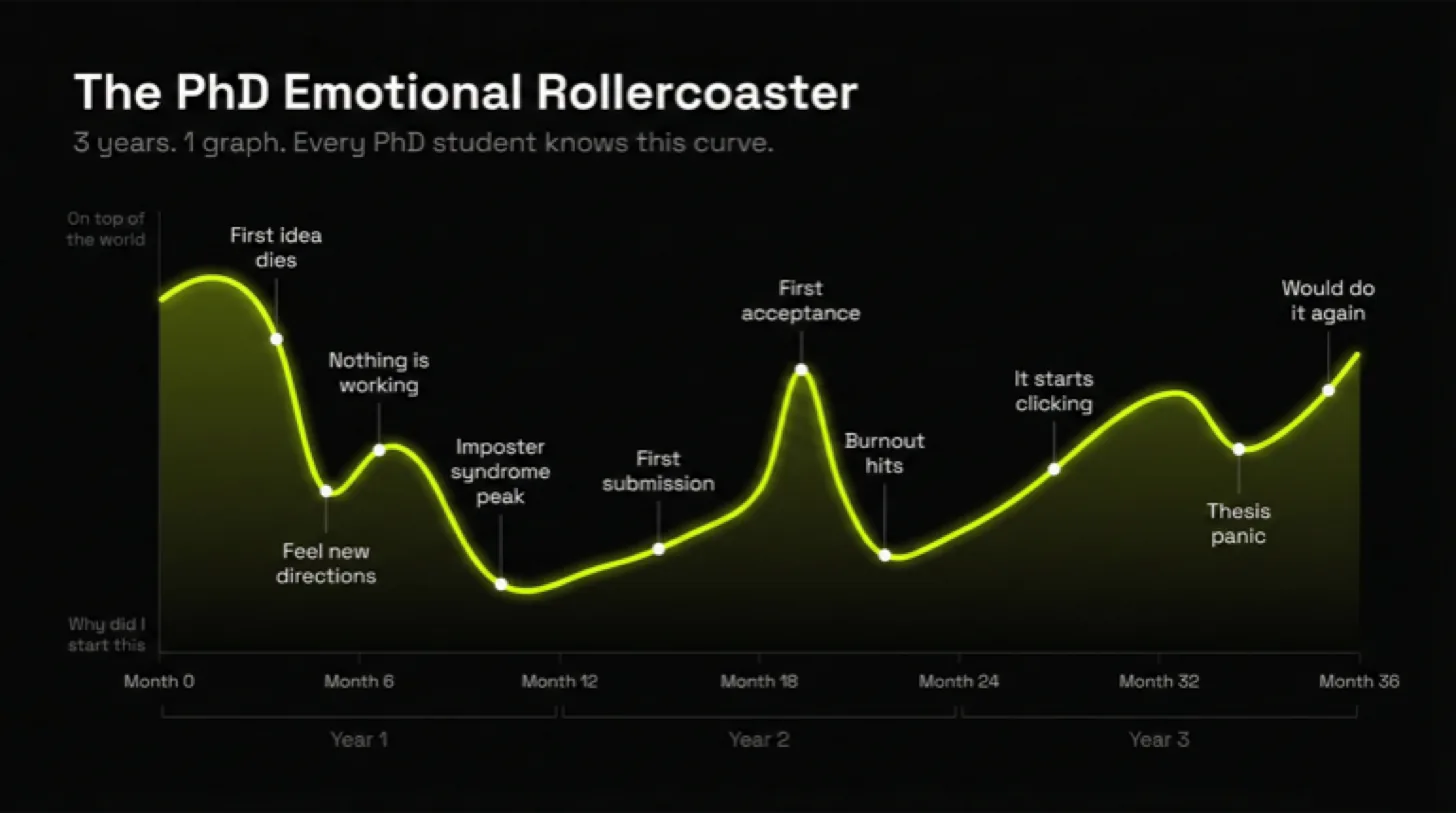 The PhD Emotional Rollercoaster
3 years. 1 graph. Every PhD student knows this curve.
On top of
the world
First idea
dies
Nothing is
working
Feel new
directions
Imposter
syndrome
peak
First
submission
First
acceptance
Burnout
hits
It starts
clicking
Thesis
panic
Would do
it again
Why did I
start this
Month 0
Month 6
Month 12
Month 18
Month 24
Month 32
Month 36
Year 1
Year 2
Year 3